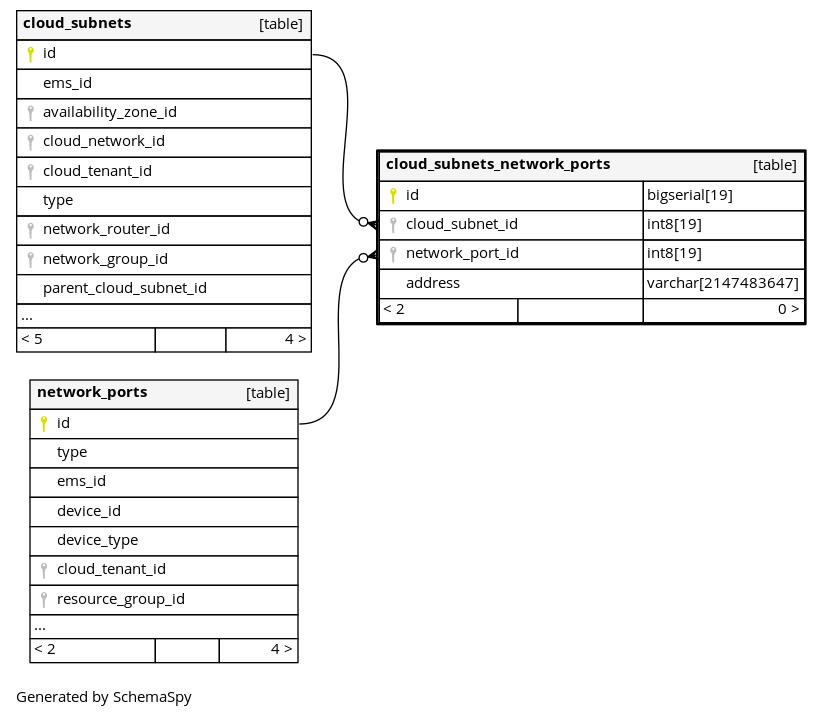 cloud_subnets [table]
id
ems_id
availability_zone_id
cloud_network_id
cloud_tenant_id
type
network_router_id
network_group_id
parent_cloud_subnet_id
...
< 5 4 >
cloud_subnets_network_ports [table]
id bigserial[19]
cloud_subnet_id int8[19]
network_port_id int8[19]
address varchar[2147483647]
< 2 0 >
network_ports [table]
id
type
ems_id
device_id
device_type
cloud_tenant_id
resource_group_id
...
< 2 4 >
Generated by SchemaSpy